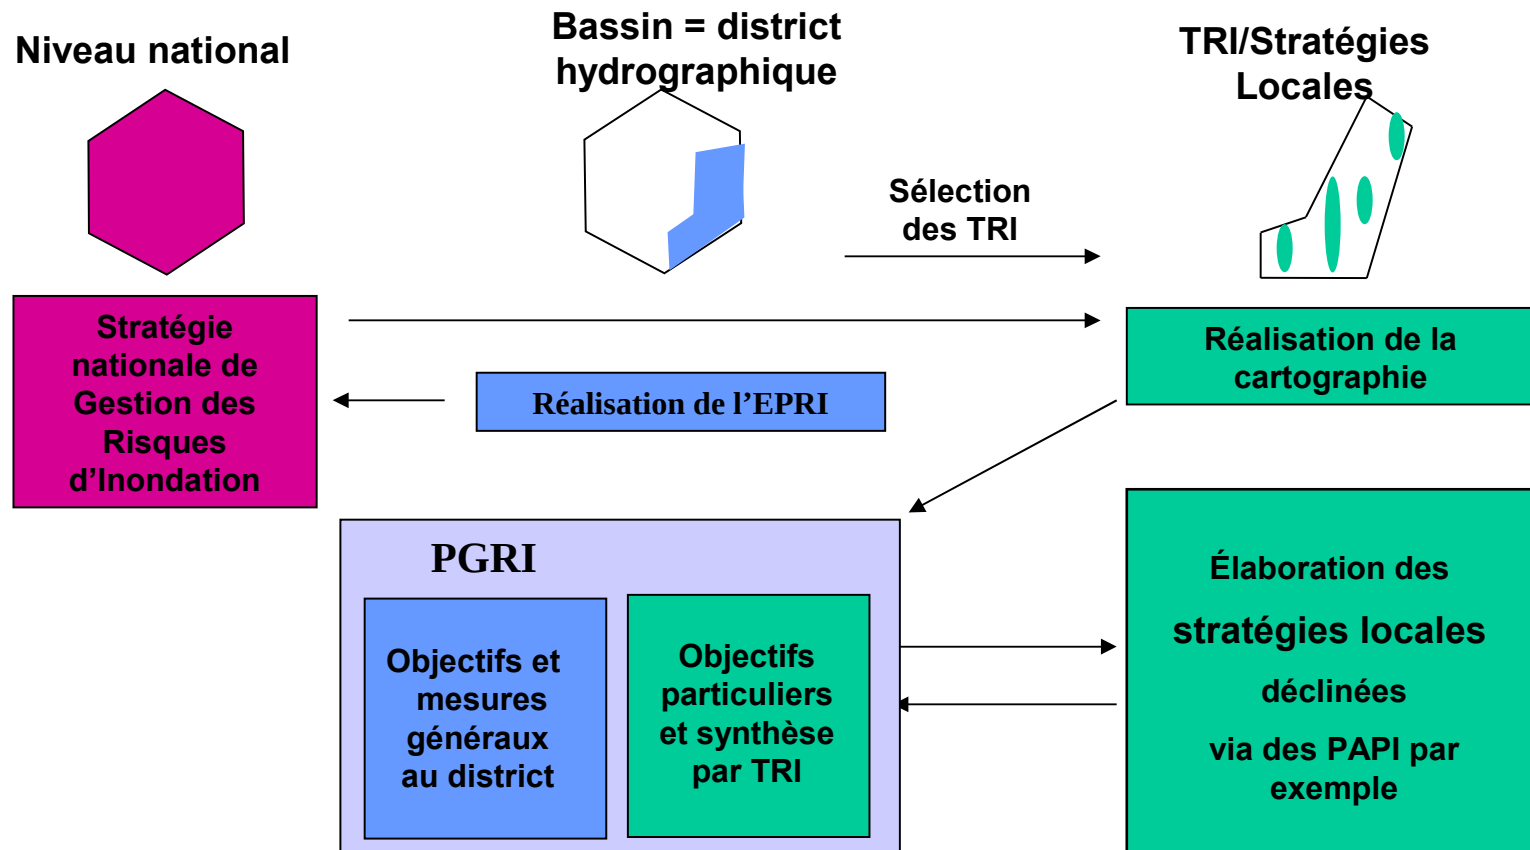 Niveau national
Bassin = district
hydrographique
TRI/Stratégies
Locales
Sélection
des TRI
Stratégie
nationale de
Gestion des
Risques
d’Inondation
Réalisation de l’EPRI
Réalisation de la
cartographie
PGRI
Objectifs et
mesures
généraux
au district
Objectifs
particuliers
et synthèse
par TRI
Élaboration des
stratégies locales
déclinées
via des PAPI par
exemple